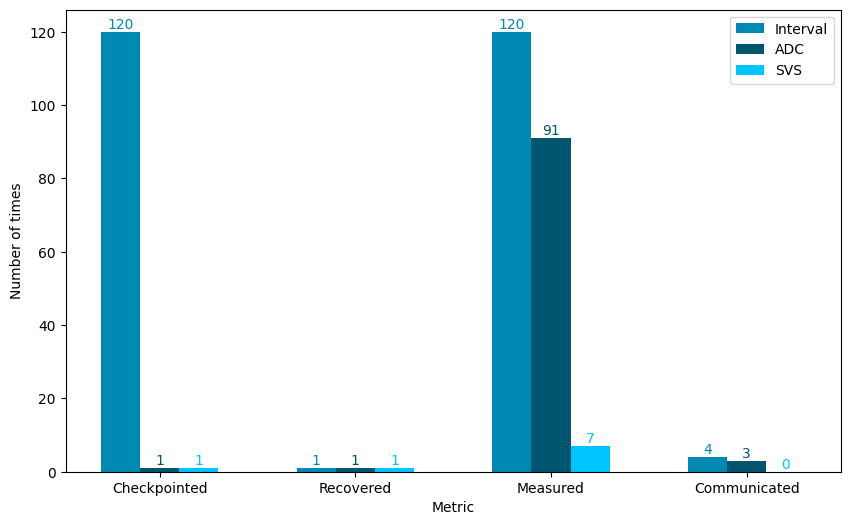 Number of times
120
100
80
60
40
20
0
120
1
1
1
1
1
120
91
7
4
3
0
Interval
ADC
SVS
Checkpointed
Recovered
Measured
Communicated
Metric